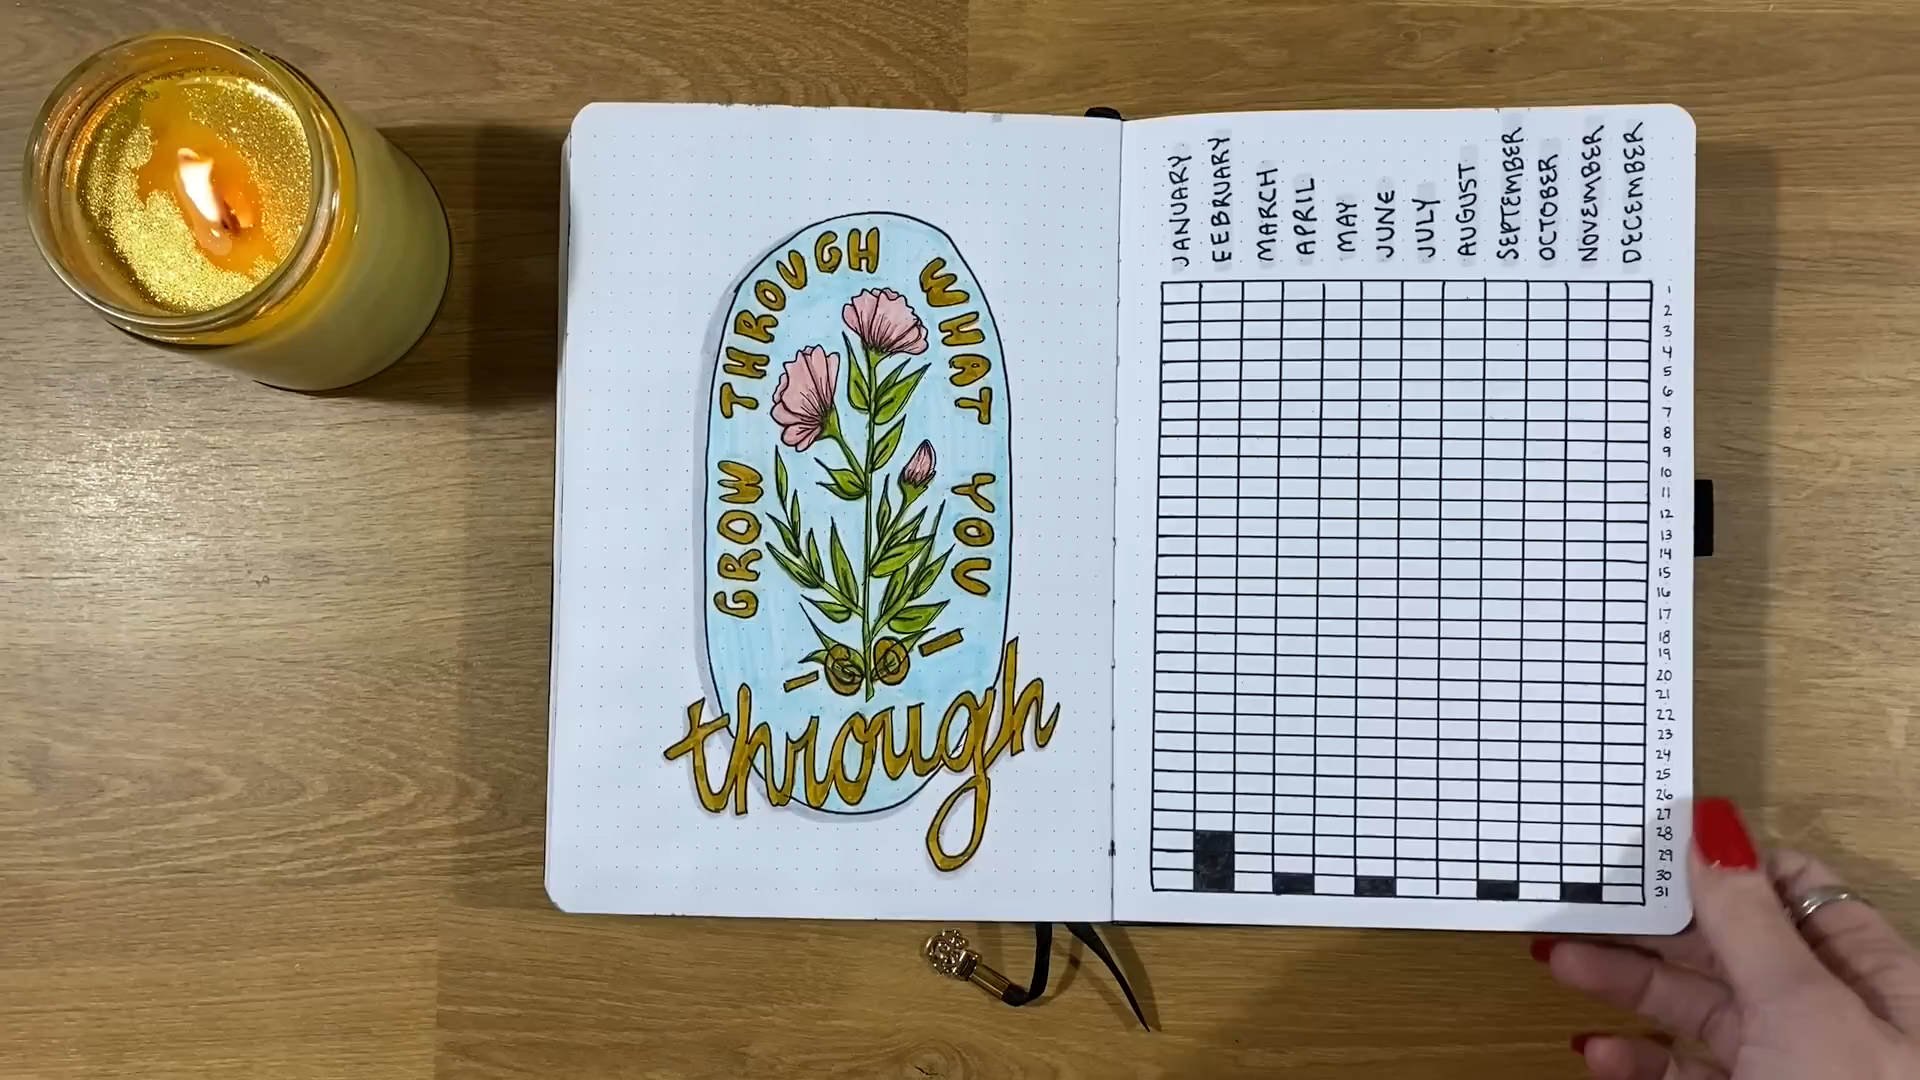 GROW THROUGH WHAT YOU
GO
through
JANUARY
FEBRUARY
MARCH
APRIL
MAY
JUNE
JULY
AUGUST
SEPTEMBER
OCTOBER
NOVEMBER
DECEMBER
1
2
3
4
5
6
7
8
9
10
11
12
13
14
15
16
17
18
19
20
21
22
23
24
25
26
27
28
29
30
31